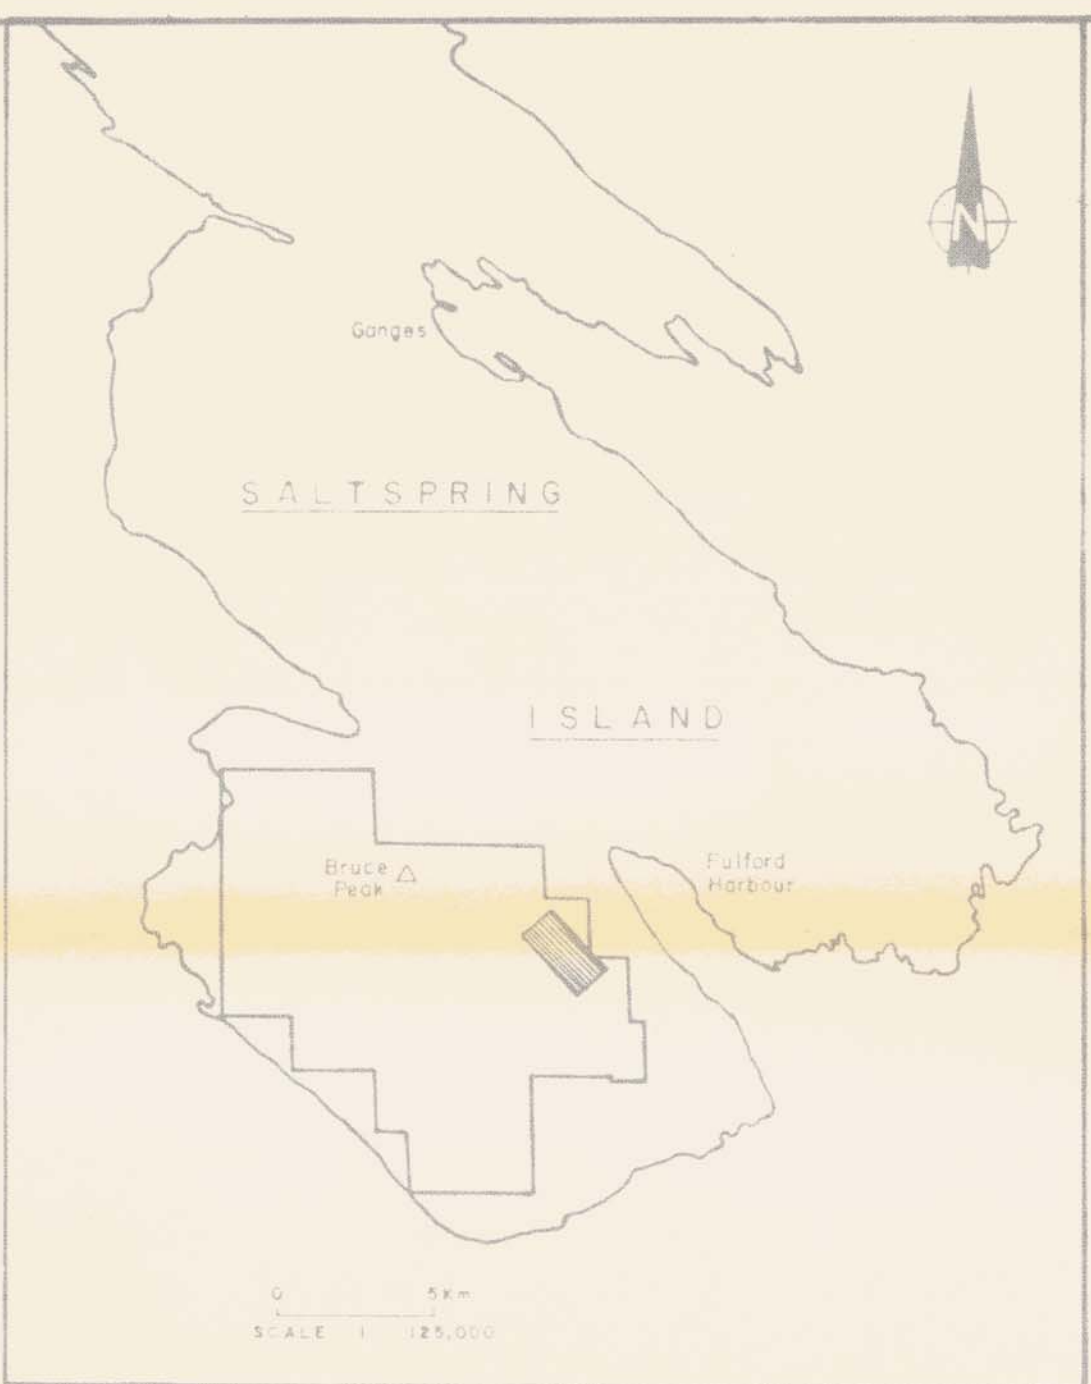 N
Ganges
SALTSPRING
ISLAND
Bruce
Peak
Fulford
Harbour
0 5Km
SCALE 1 125,000